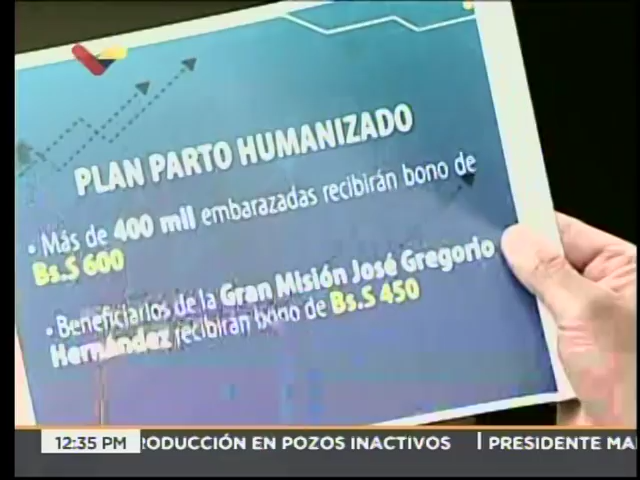 PLAN PARTO HUMANIZADO
• Más de 400 mil embarazadas recibirán bono de
Bs.S 600
• Beneficiarios de la Gran Misión José Gregorio
Hernández recibirán bono de Bs.S 450
12:35 PM RODUCCIÓN EN POZOS INACTIVOS | PRESIDENTE MA